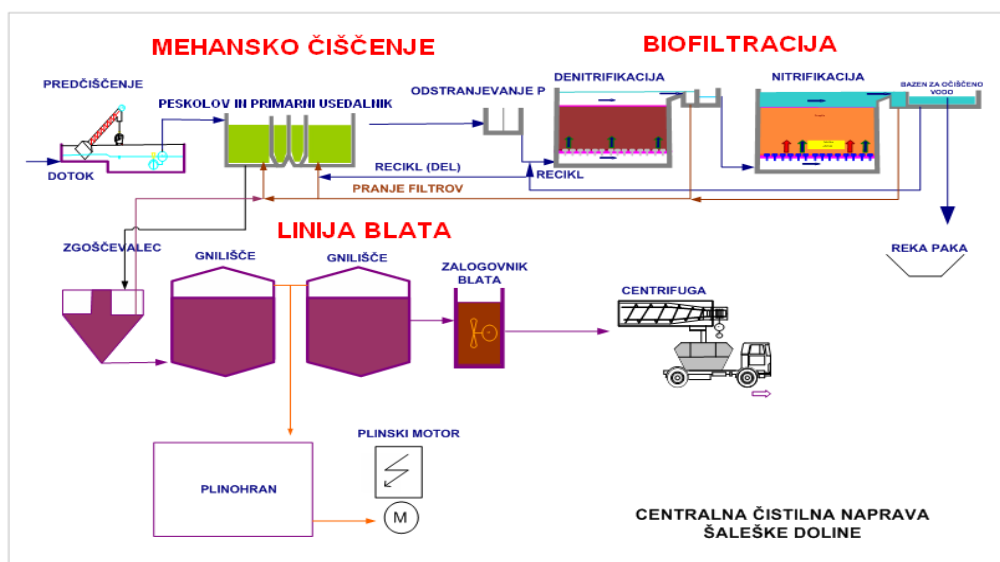 MEHANSKO ČIŠČENJE
BIOFILTRACIJA
PREDČIŠČENJE
DENITRIFIKACIJA
NITRIFIKACIJA
BAZEN ZA OČIŠČENO
VODO
ODSTRANJEVANJE P
PESKOLOV IN PRIMARNI USEDALNIK
DOTOK
RECIKL (DEL)
RECIKL
PRANJE FILTROV
LINIJA BLATA
ZGOŠČEVALEC
GNILIŠČE
GNILIŠČE
ZALOGOVNIK
BLATA
CENTRIFUGA
REKA PAKA
PLINSKI MOTOR
PLINOHRAN
M
CENTRALNA ČISTILNA NAPRAVA
ŠALEŠKE DOLINE